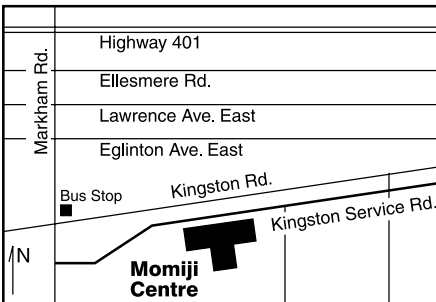 Highway 401
Markham Rd.
Ellesmere Rd.
Lawrence Ave. East
Eglinton Ave. East
Kingston Rd.
Bus Stop
Kingston Service Rd.
N
Momiji
Centre